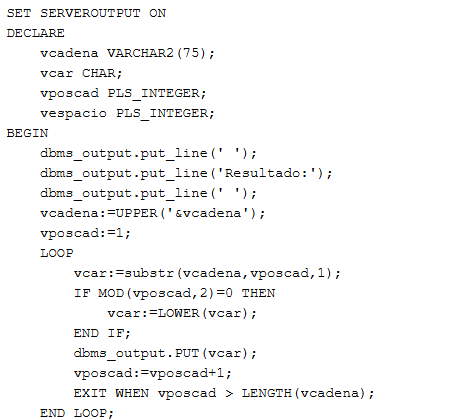 SET SERVEROUTPUT ON
DECLARE
    vcadena VARCHAR2(75);
    vcar CHAR;
    vposcad PLS_INTEGER;
    vespacio PLS_INTEGER;
BEGIN
    dbms_output.put_line(' ');
    dbms_output.put_line('Resultado:');
    dbms_output.put_line(' ');
    vcadena:=UPPER('&vcadena');
    vposcad:=1;
    LOOP
        vcar:=substr(vcadena,vposcad,1);
        IF MOD(vposcad,2)=0 THEN
            vcar:=LOWER(vcar);
        END IF;
        dbms_output.PUT(vcar);
        vposcad:=vposcad+1;
        EXIT WHEN vposcad > LENGTH(vcadena);
    END LOOP;